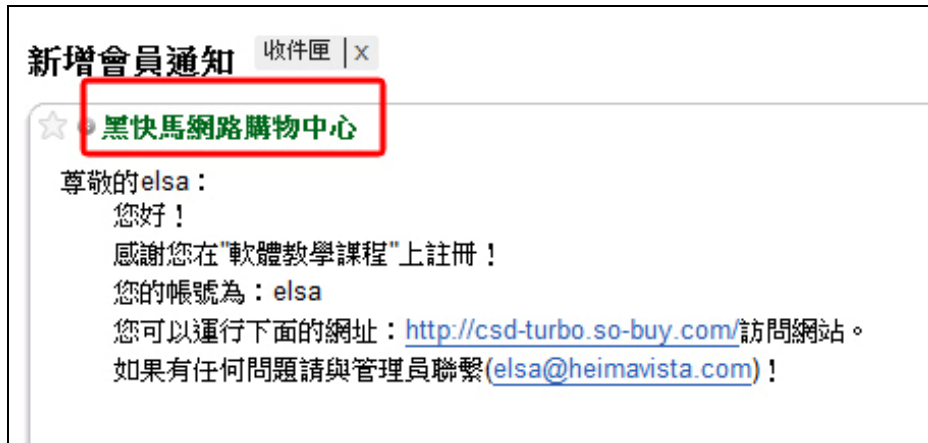 新增會員通知 收件匣 | x
黑快馬網路購物中心
尊敬的elsa：
您好！
感謝您在"軟體教學課程"上註冊！
您的帳號為：elsa
您可以運行下面的網址：http://csd-turbo.so-buy.com/訪問網站。
如果有任何問題請與管理員聯繫(elsa@heimavista.com)！